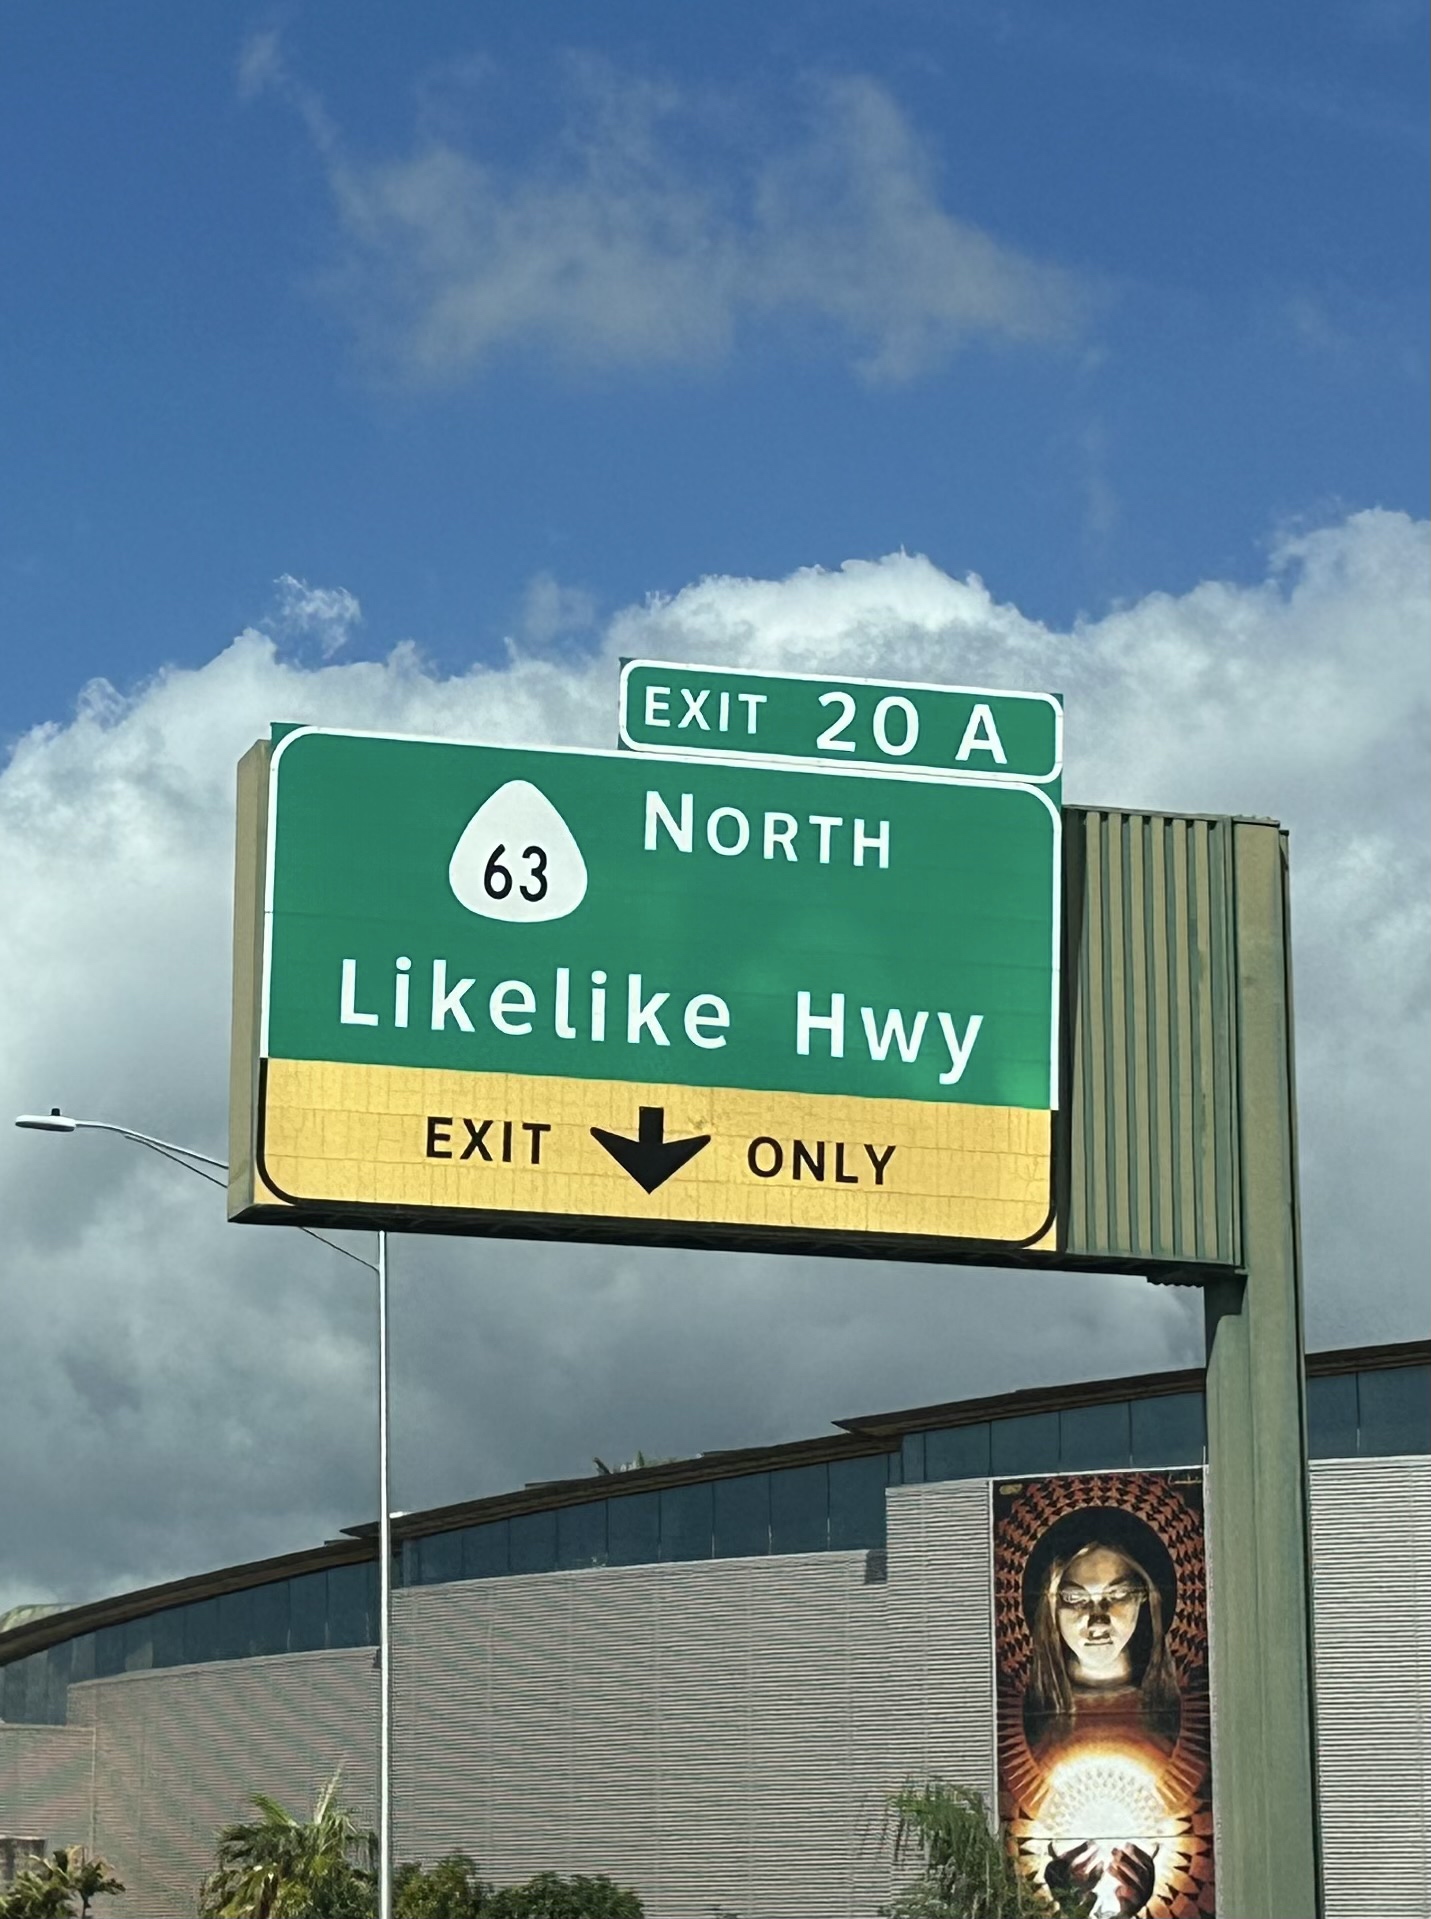 EXIT 20 A
63 NORTH
Likelike Hwy
EXIT ONLY